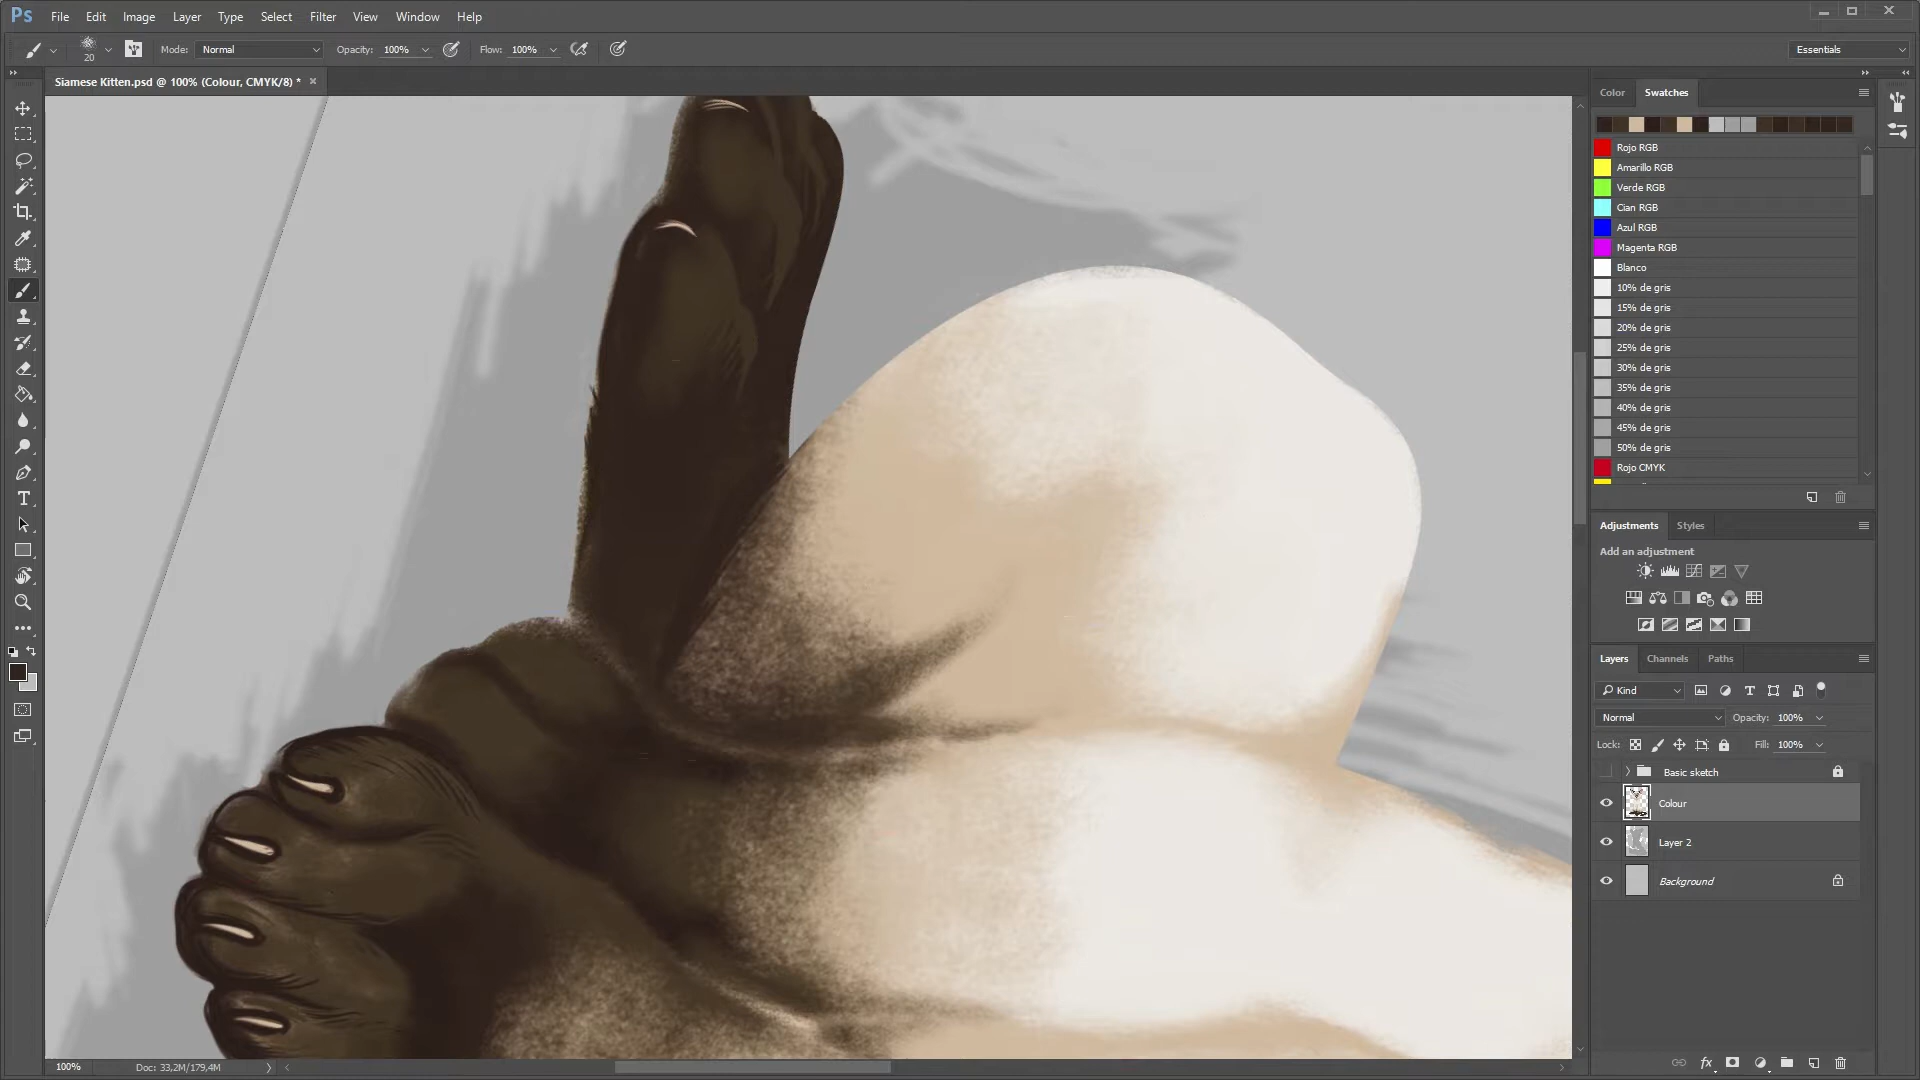 Ps File Edit Image Layer Type Select Filter View Window Help
20 Mode: Normal Opacity: 100% Flow: 100% Essentials
Siamese Kitten.psd @ 100% (Colour, CMYK/8) *
Color Swatches
Rojo RGB
Amarillo RGB
Verde RGB
Cian RGB
Azul RGB
Magenta RGB
Blanco
10% de gris
15% de gris
20% de gris
25% de gris
30% de gris
35% de gris
40% de gris
45% de gris
50% de gris
Rojo CMYK
Adjustments Styles
Add an adjustment
Layers Channels Paths
Kind
Normal Opacity: 100%
Lock: Fill: 100%
Basic sketch
Colour
Layer 2
Background
100% Doc: 33,2M/179,4M